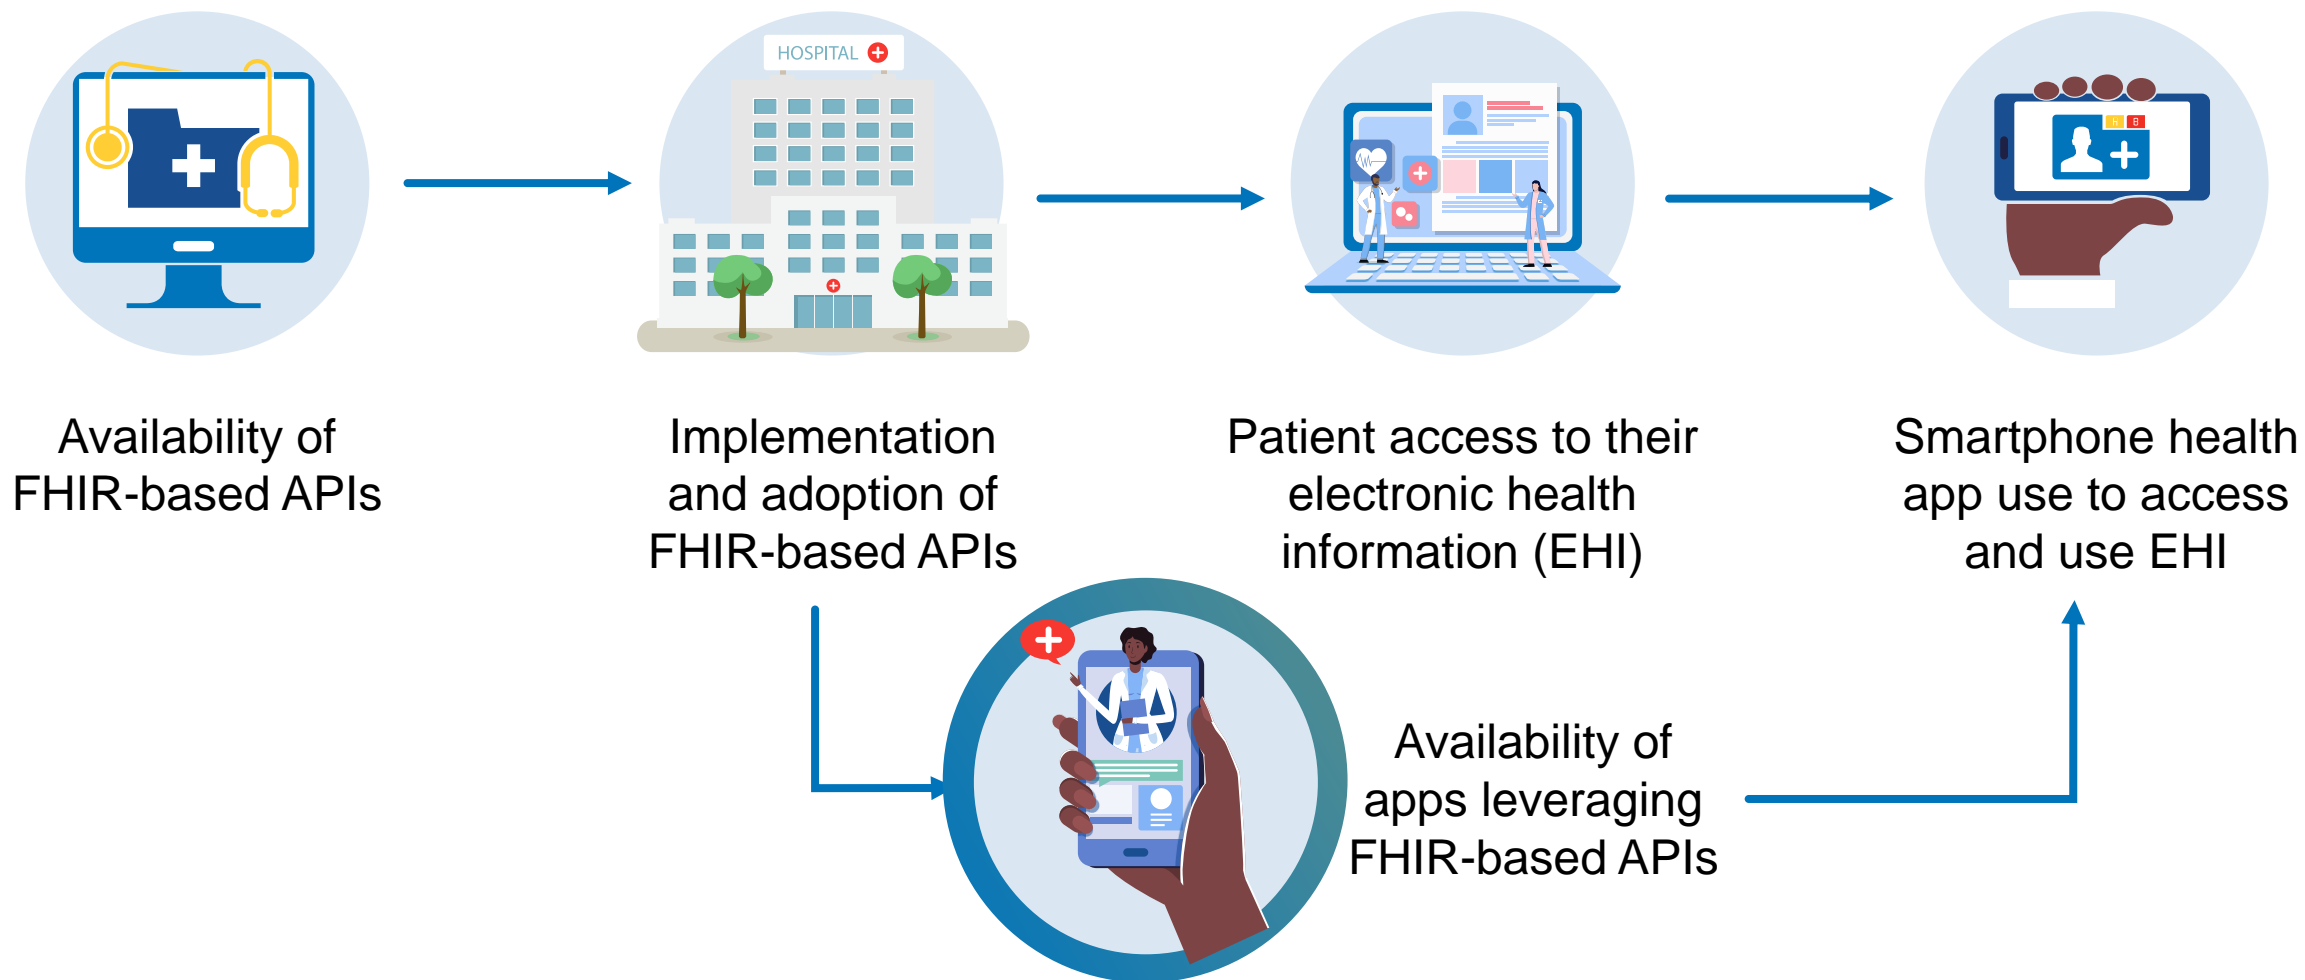 HOSPITAL
Availability of
FHIR-based APIs
Implementation
and adoption of
FHIR-based APIs
Patient access to their
electronic health
information (EHI)
Smartphone health
app use to access
and use EHI
Availability of
apps leveraging
FHIR-based APIs